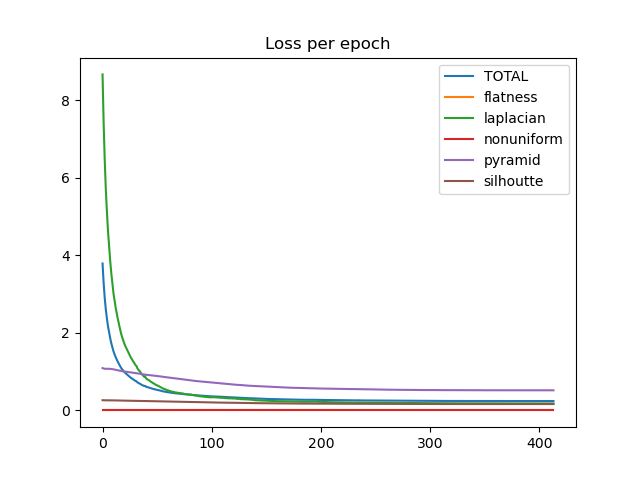 Loss per epoch
TOTAL
flatness
laplacian
nonuniform
pyramid
silhoutte
8
6
4
2
0
0 100 200 300 400